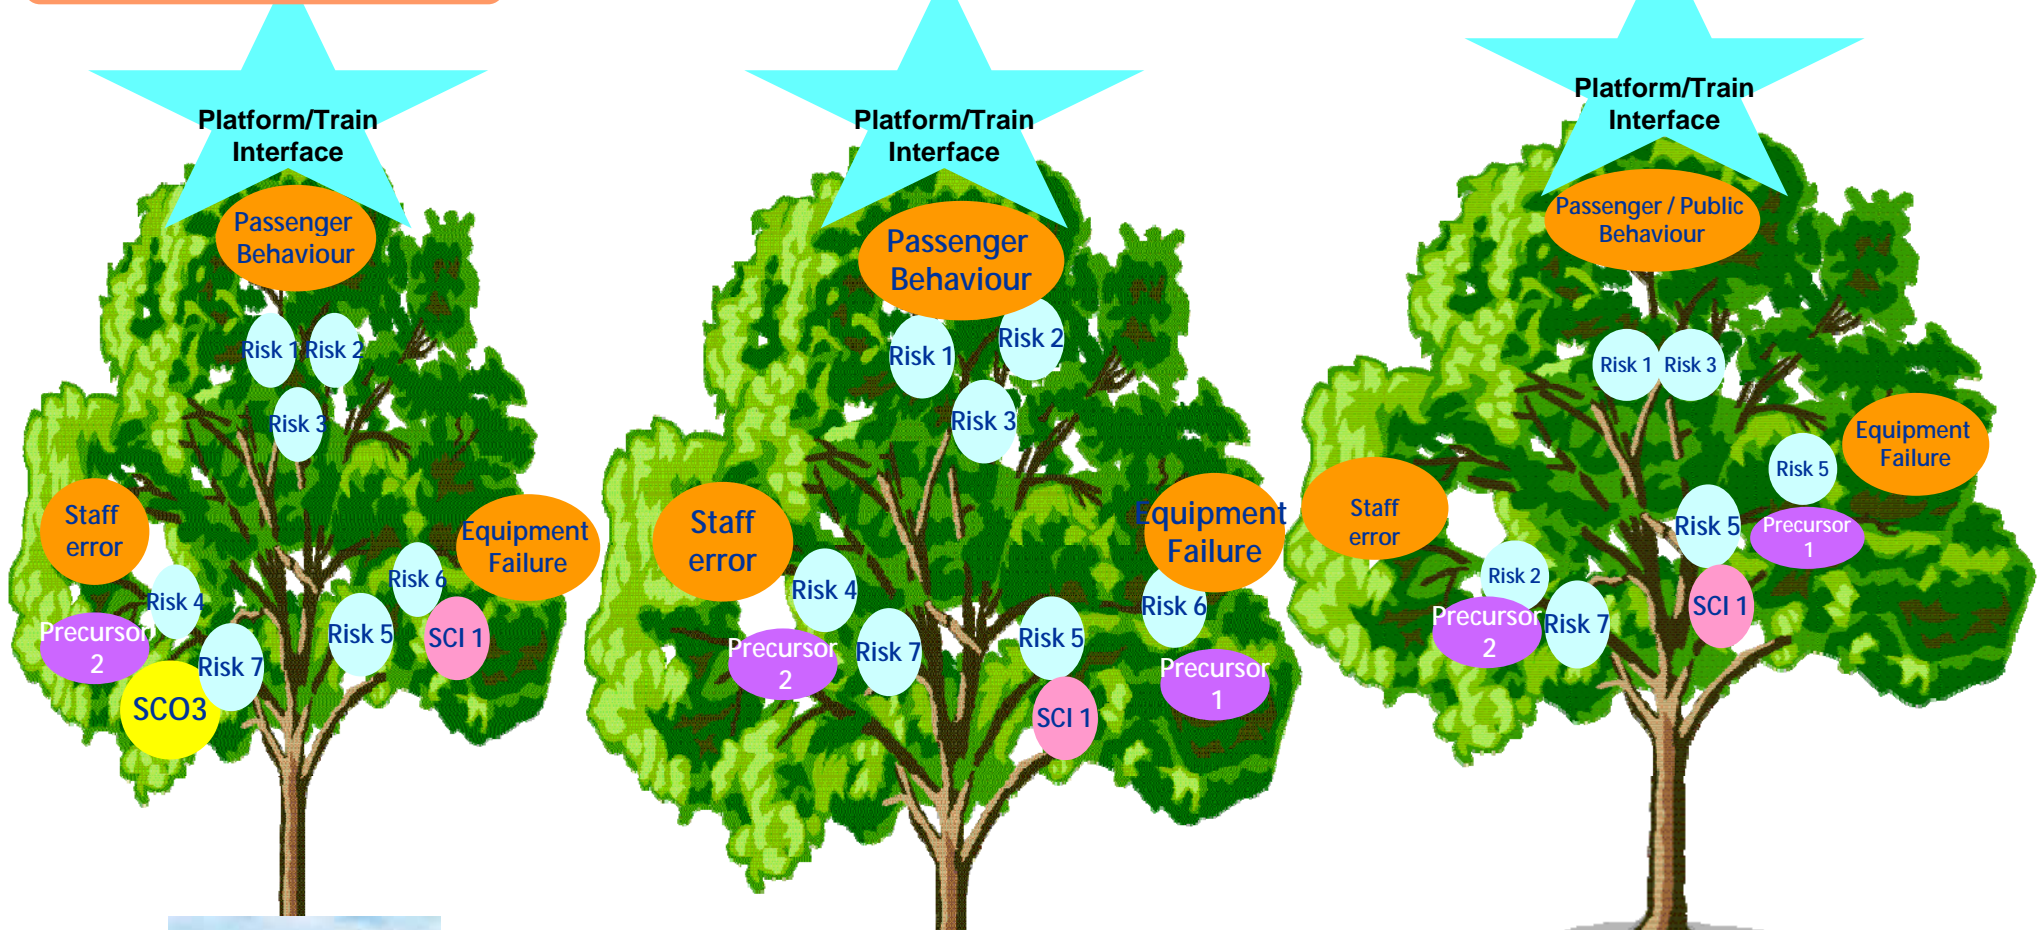 Platform/Train
Interface
Passenger
Behaviour
Risk 1
Risk 2
Risk 3
Staff
error
Equipment
Failure
Risk 6
Risk 4
Precursor
2
Risk 5
SCI 1
Risk 7
SCO3
Platform/Train
Interface
Passenger
Behaviour
Risk 1
Risk 2
Risk 3
Staff
error
Equipment
Failure
Risk 4
Risk 6
Precursor
2
Risk 7
Risk 5
Precursor
1
SCI 1
Platform/Train
Interface
Passenger / Public
Behaviour
Risk 1
Risk 3
Equipment
Failure
Risk 5
Staff
error
Risk 5
Precursor
1
Risk 2
Precursor
2
Risk 7
SCI 1